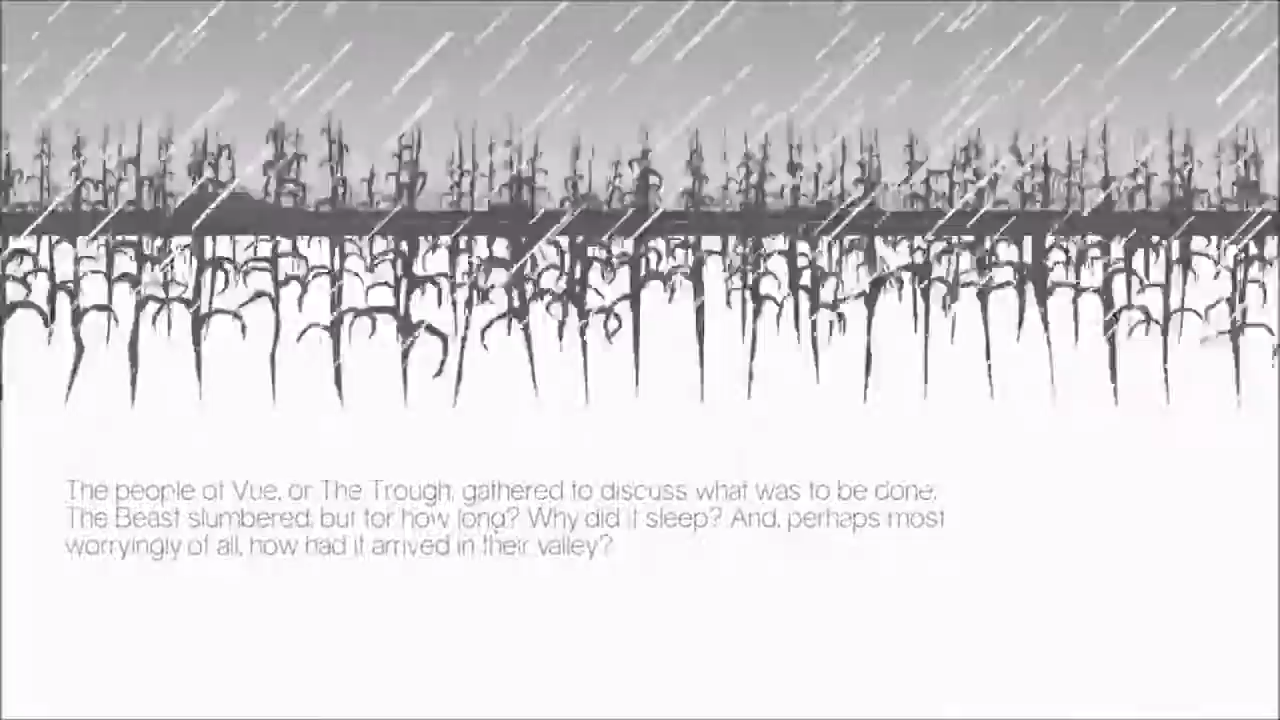 The people of Vue, or The Trough, gathered to discuss what was to be done.
The Beast slumbered, but for how long? Why did it sleep? And, perhaps most
worryingly of all, how had it arrived in their valley?